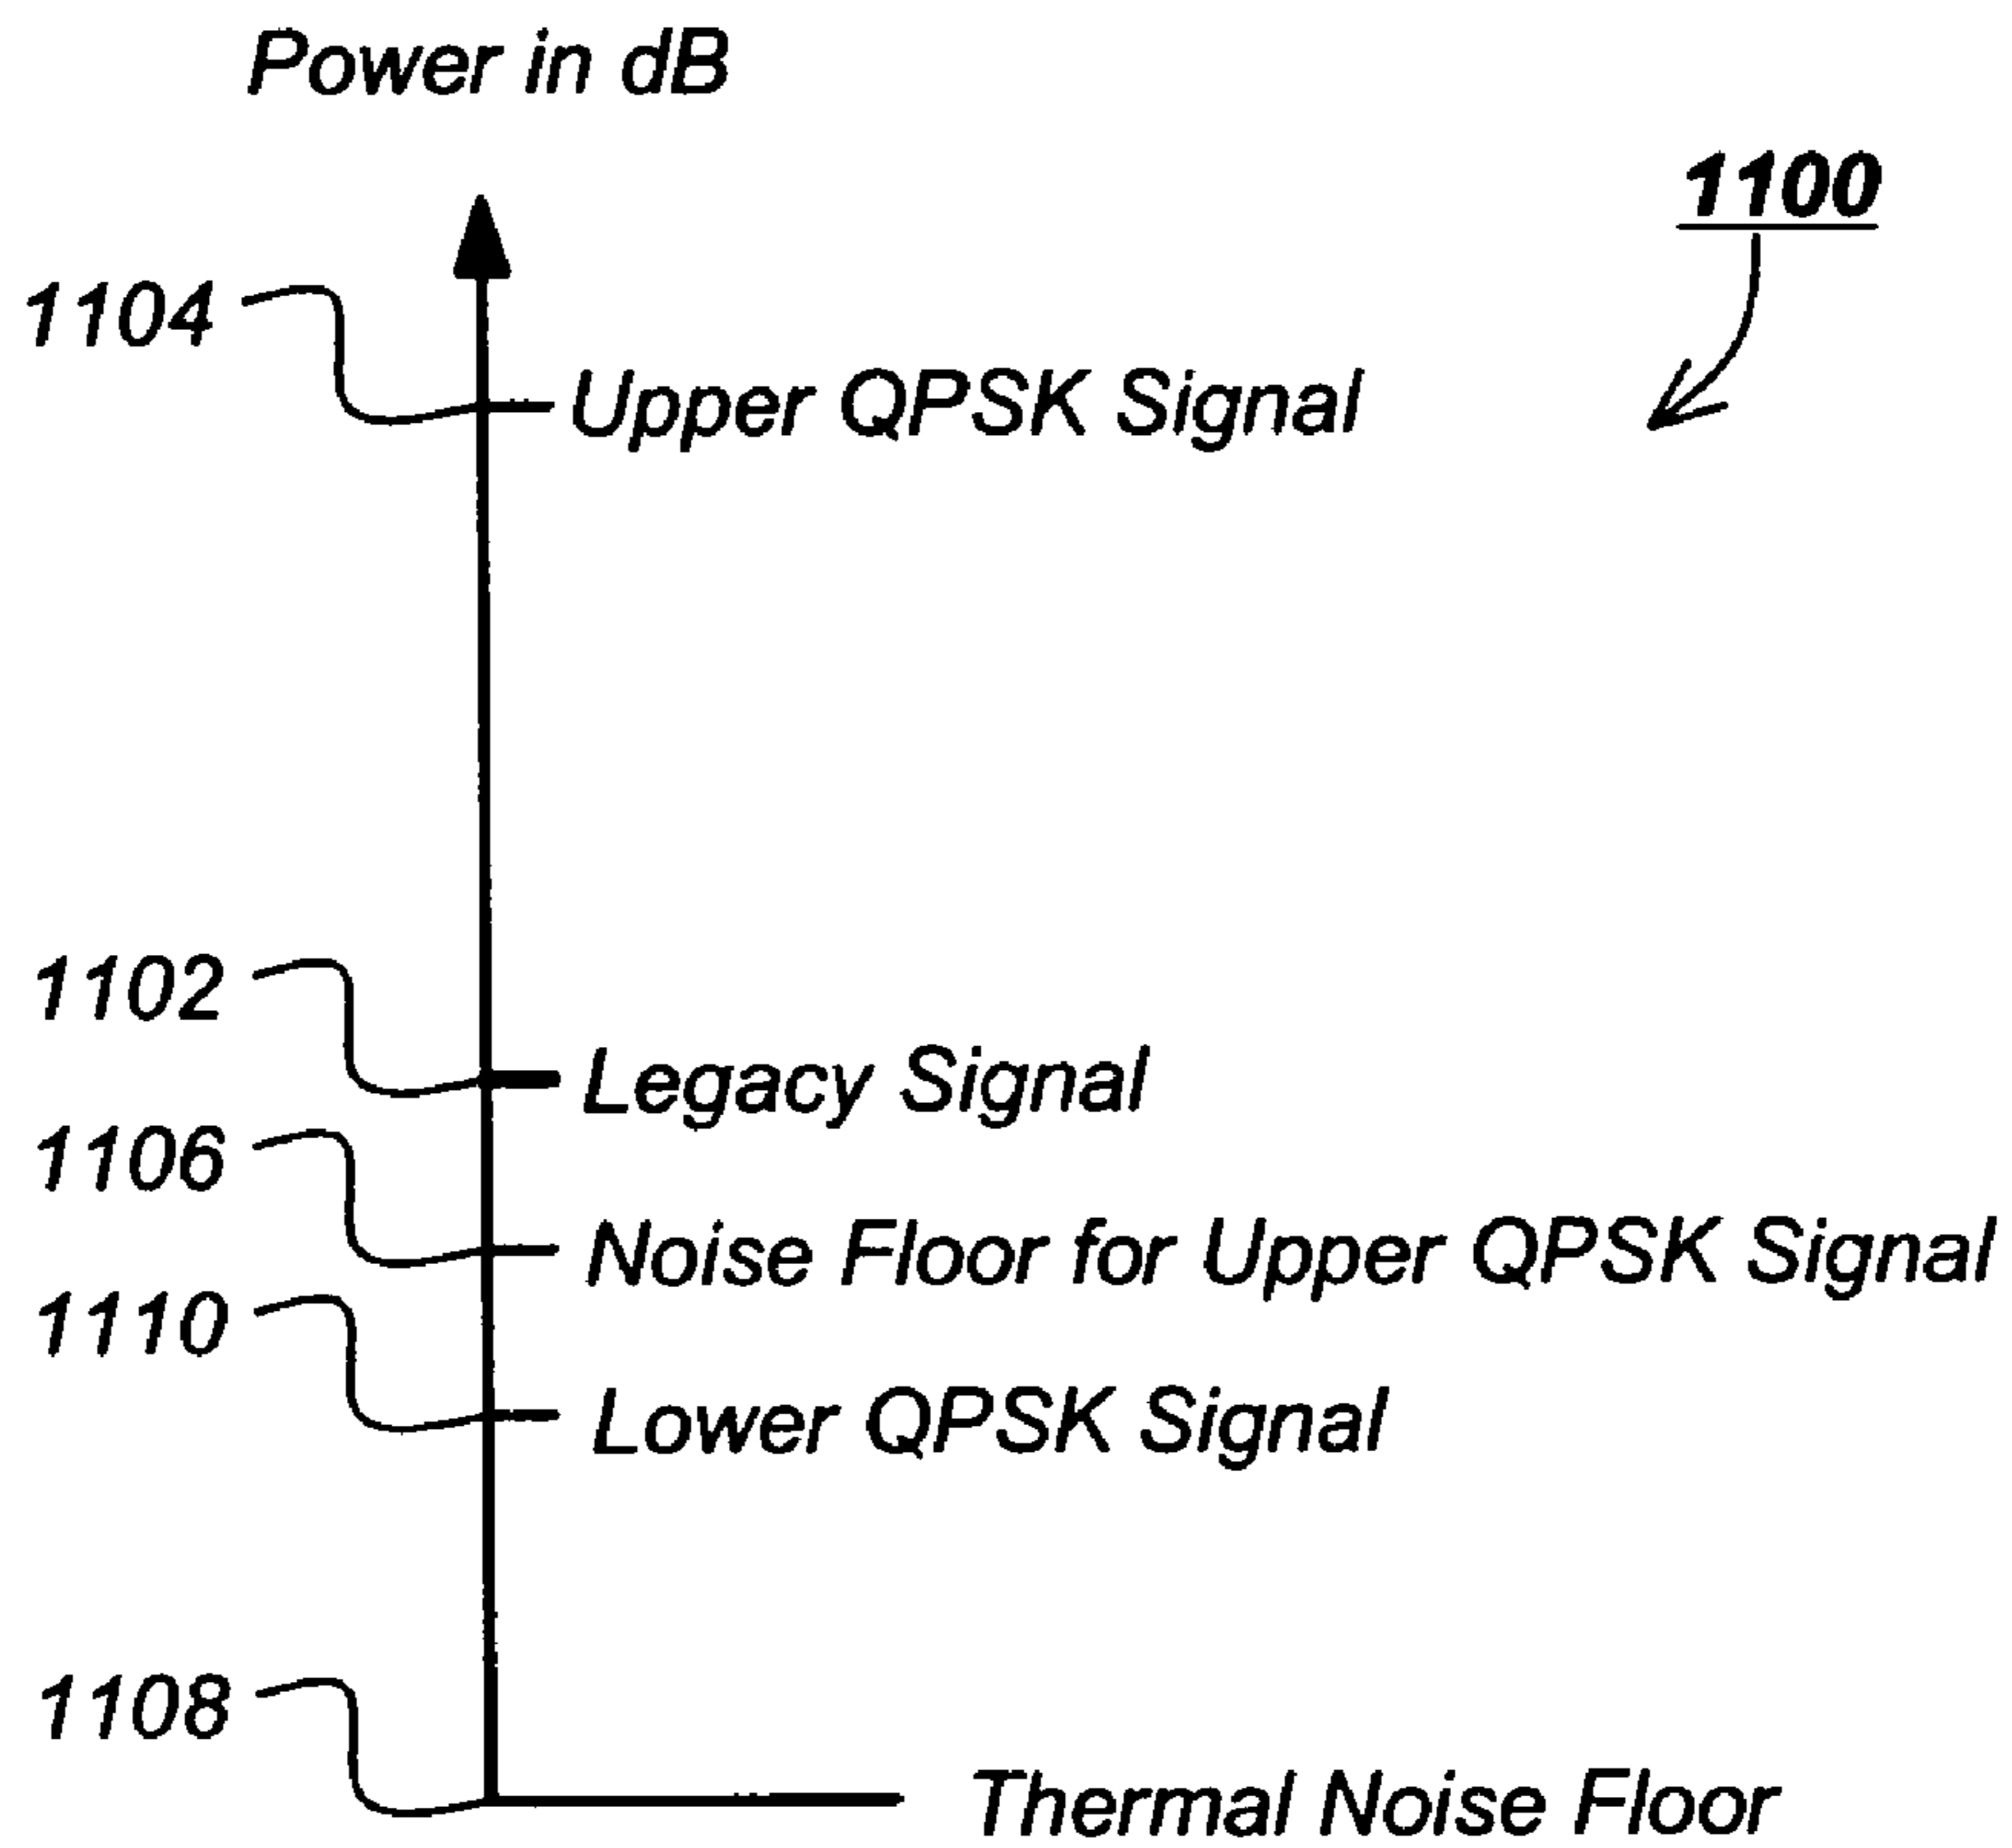 Power in dB
1100
1104
Upper QPSK Signal
1102
Legacy Signal
1106
Noise Floor for Upper QPSK Signal
1110
Lower QPSK Signal
1108
Thermal Noise Floor